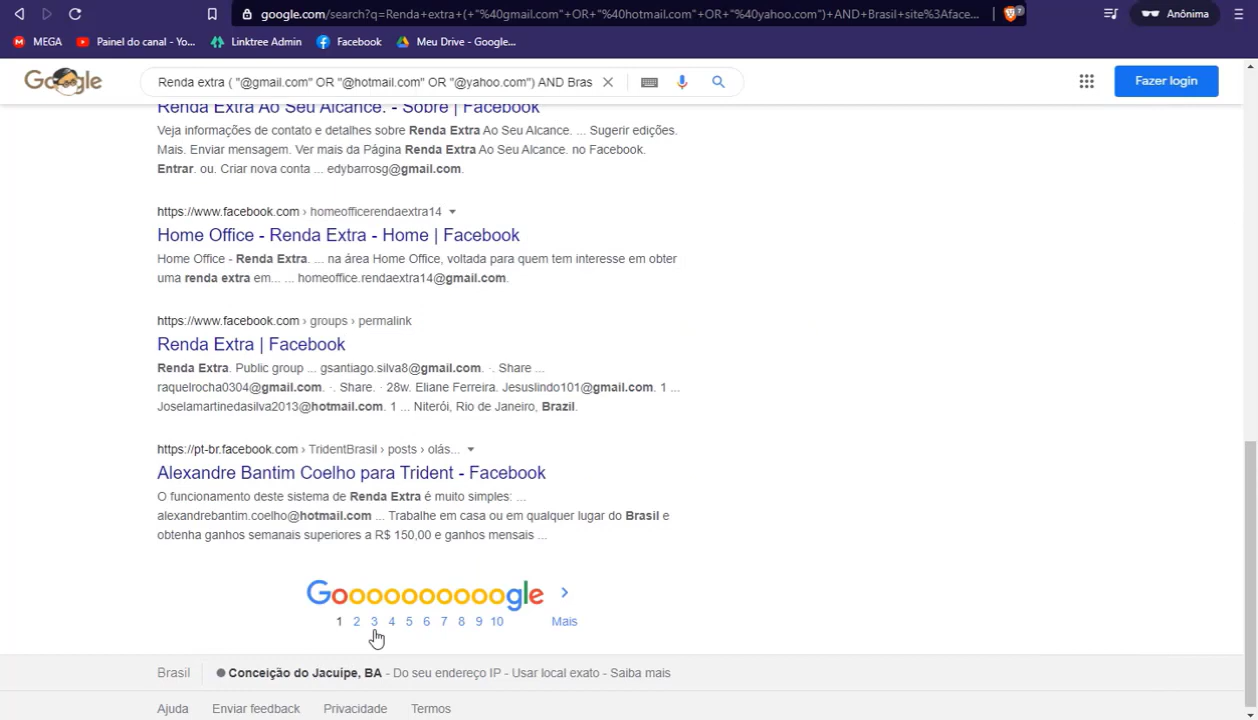 google.com/search?q=Renda+extra+(+"%40gmail.com"+OR+"%40hotmail.com"+OR+"%40yahoo.com")+AND+Brasil+site%3Aface...
7
Anônima
MEGA
Painel do canal - Yo...
Linktree Admin
Facebook
Meu Drive - Google...
Google
Renda extra ( "@gmail.com" OR "@hotmail.com" OR "@yahoo.com") AND Bras
Fazer login
Renda Extra Ao Seu Alcance. - Sobre | Facebook
Veja informações de contato e detalhes sobre Renda Extra Ao Seu Alcance. ... Sugerir edições.
Mais. Enviar mensagem. Ver mais da Página Renda Extra Ao Seu Alcance. no Facebook.
Entrar. ou. Criar nova conta ... edybarrosg@gmail.com.
https://www.facebook.com › homeofficerendaextra14
Home Office - Renda Extra - Home | Facebook
Home Office - Renda Extra. ... na área Home Office, voltada para quem tem interesse em obter
uma renda extra em... ... homeoffice.rendaextra14@gmail.com.
https://www.facebook.com › groups › permalink
Renda Extra | Facebook
Renda Extra. Public group ... gsantiago.silva8@gmail.com. ·. Share ...
raquelrocha0304@gmail.com. ·. Share. · 28w. Eliane Ferreira. Jesuslindo101@gmail.com. 1 ...
Joselamartinedasilva2013@hotmail.com. 1 ... Niterói, Rio de Janeiro, Brazil.
https://pt-br.facebook.com › TridentBrasil › posts › olás...
Alexandre Bantim Coelho para Trident - Facebook
O funcionamento deste sistema de Renda Extra é muito simples: ...
alexandrebantim.coelho@hotmail.com ... Trabalhe em casa ou em qualquer lugar do Brasil e
obtenha ganhos semanais superiores a R$ 150,00 e ganhos mensais ...
Goooooooooogle >
1 2 3 4 5 6 7 8 9 10 Mais
Brasil
Conceição do Jacuípe, BA - Do seu endereço IP - Usar local exato - Saiba mais
Ajuda Enviar feedback Privacidade Termos